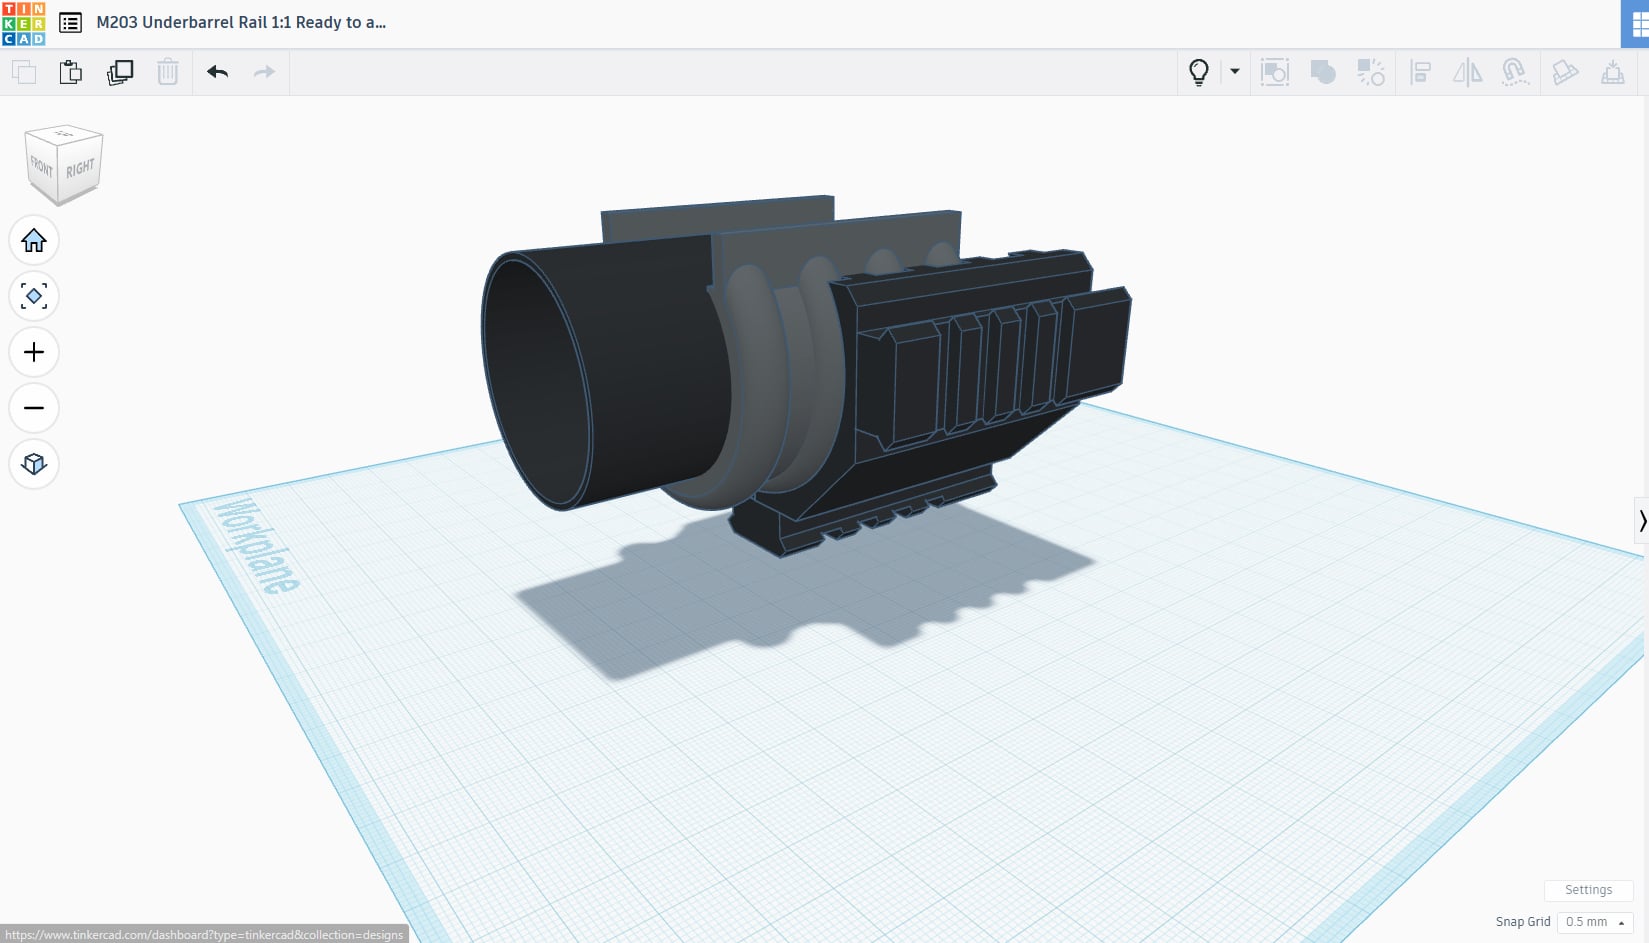 TIN
KER
CAD
M203 Underbarrel Rail 1:1 Ready to a...
FRONT
RIGHT
Workplane
Settings
Snap Grid
0.5 mm
https://www.tinkercad.com/dashboard?type=tinkercad&collection=designs